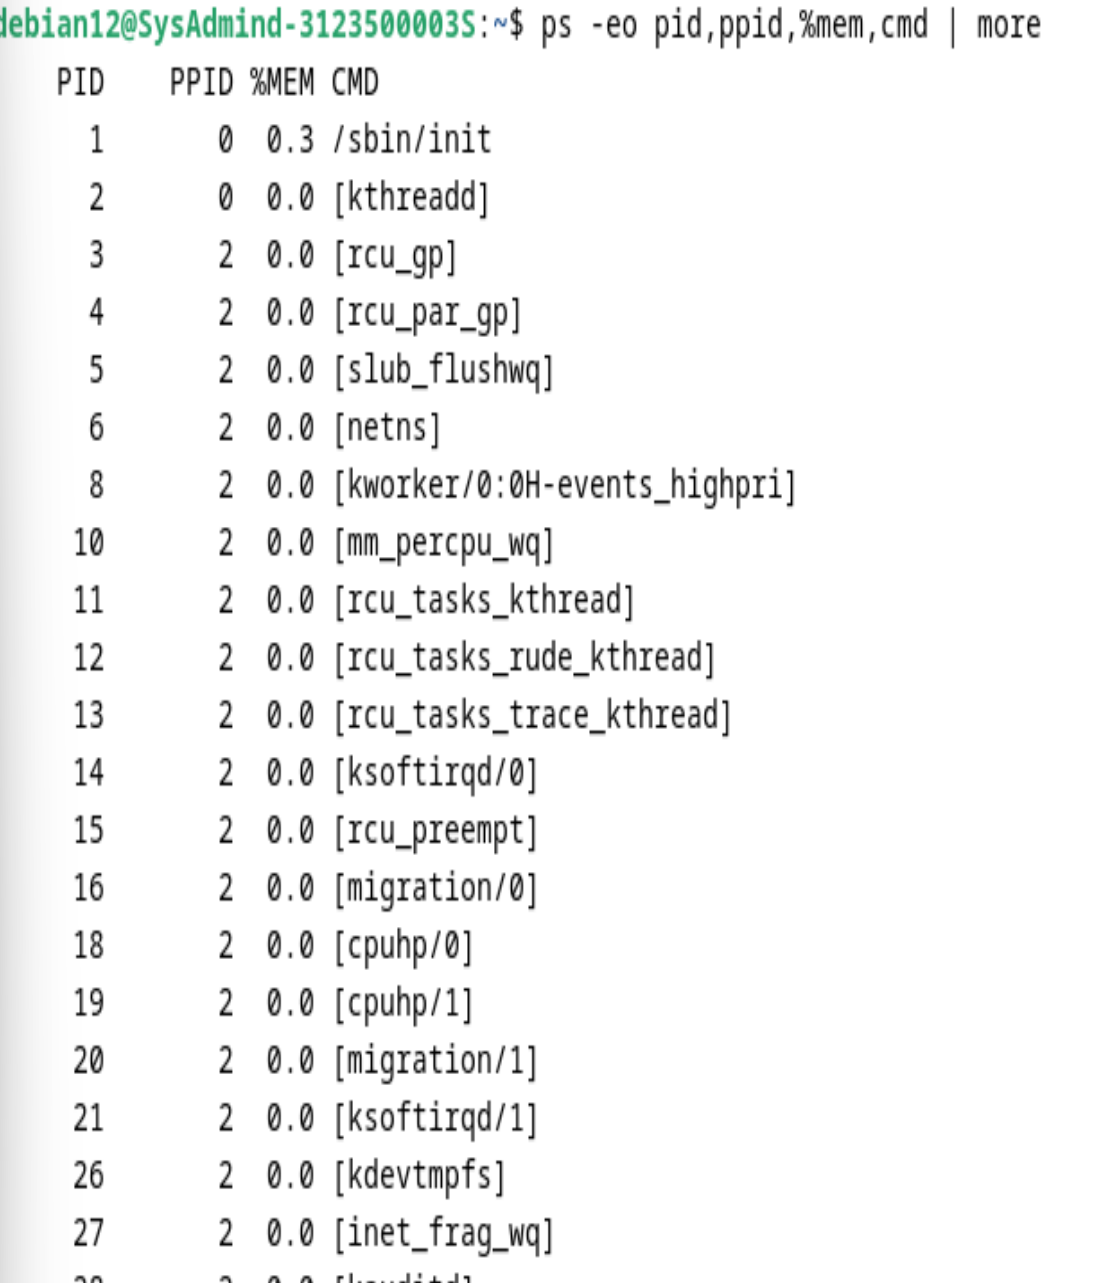 debian12@SysAdmind-3123500003S:~$ ps -eo pid,ppid,%mem,cmd | more
PID PPID %MEM CMD
1 0 0.3 /sbin/init
2 0 0.0 [kthreadd]
3 2 0.0 [rcu_gp]
4 2 0.0 [rcu_par_gp]
5 2 0.0 [slub_flushwq]
6 2 0.0 [netns]
8 2 0.0 [kworker/0:0H-events_highpri]
10 2 0.0 [mm_percpu_wq]
11 2 0.0 [rcu_tasks_kthread]
12 2 0.0 [rcu_tasks_rude_kthread]
13 2 0.0 [rcu_tasks_trace_kthread]
14 2 0.0 [ksoftirqd/0]
15 2 0.0 [rcu_preempt]
16 2 0.0 [migration/0]
18 2 0.0 [cpuhp/0]
19 2 0.0 [cpuhp/1]
20 2 0.0 [migration/1]
21 2 0.0 [ksoftirqd/1]
26 2 0.0 [kdevtmpfs]
27 2 0.0 [inet_frag_wq]